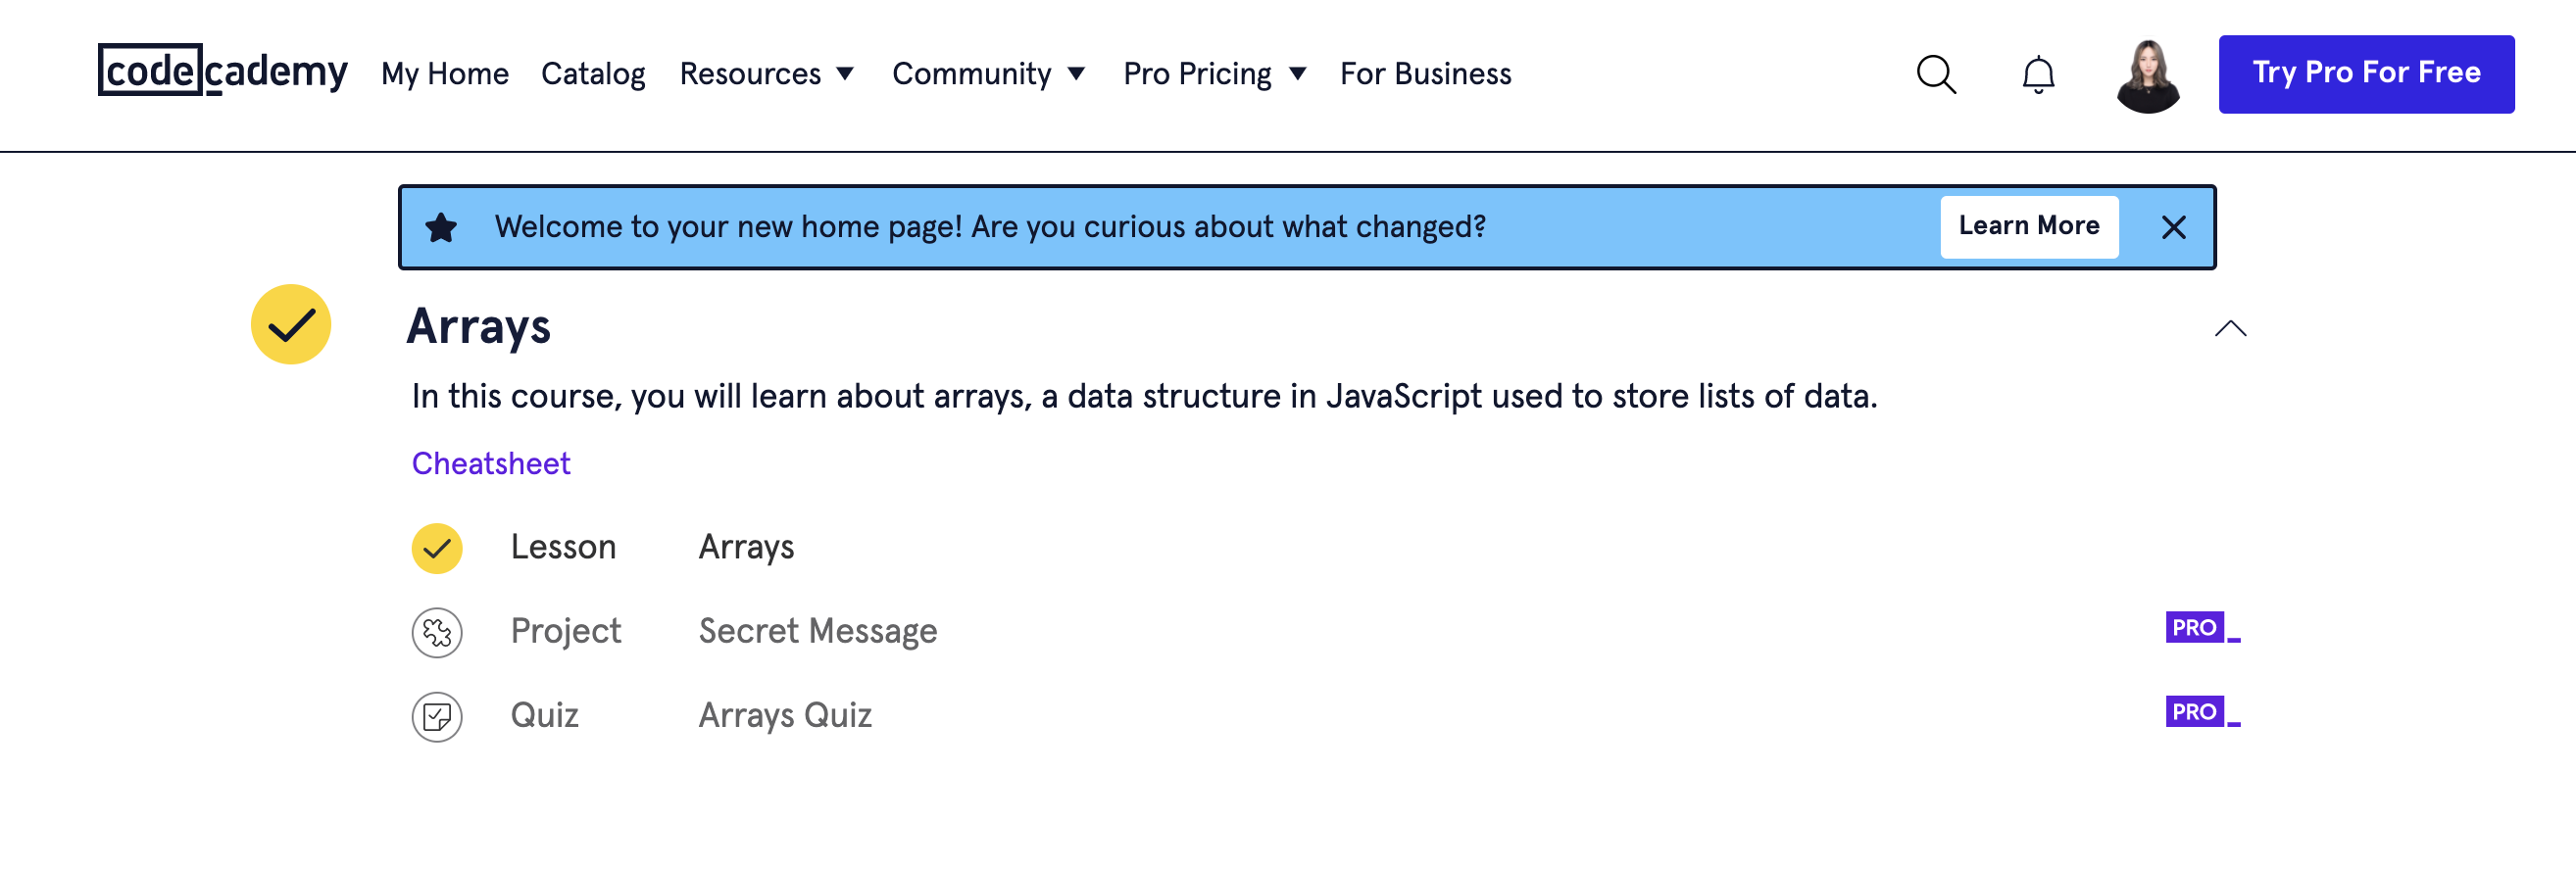 codecademy My Home Catalog Resources Community Pro Pricing For Business Try Pro For Free
Welcome to your new home page! Are you curious about what changed? Learn More
Arrays
In this course, you will learn about arrays, a data structure in JavaScript used to store lists of data.
Cheatsheet
Lesson Arrays
Project Secret Message PRO
Quiz Arrays Quiz PRO